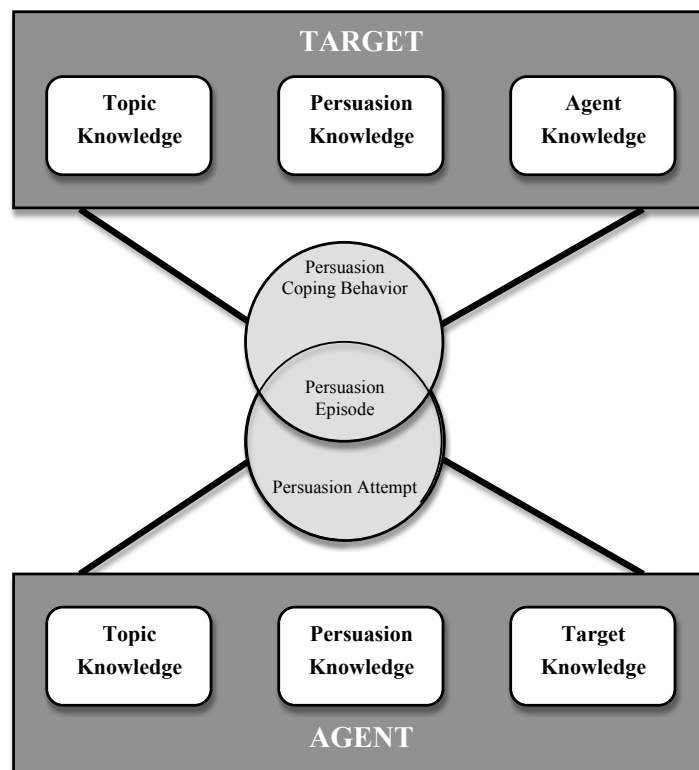 TARGET
Topic
Knowledge
Persuasion
Knowledge
Agent
Knowledge
Persuasion
Coping Behavior
Persuasion
Episode
Persuasion Attempt
Topic
Knowledge
Persuasion
Knowledge
Target
Knowledge
AGENT